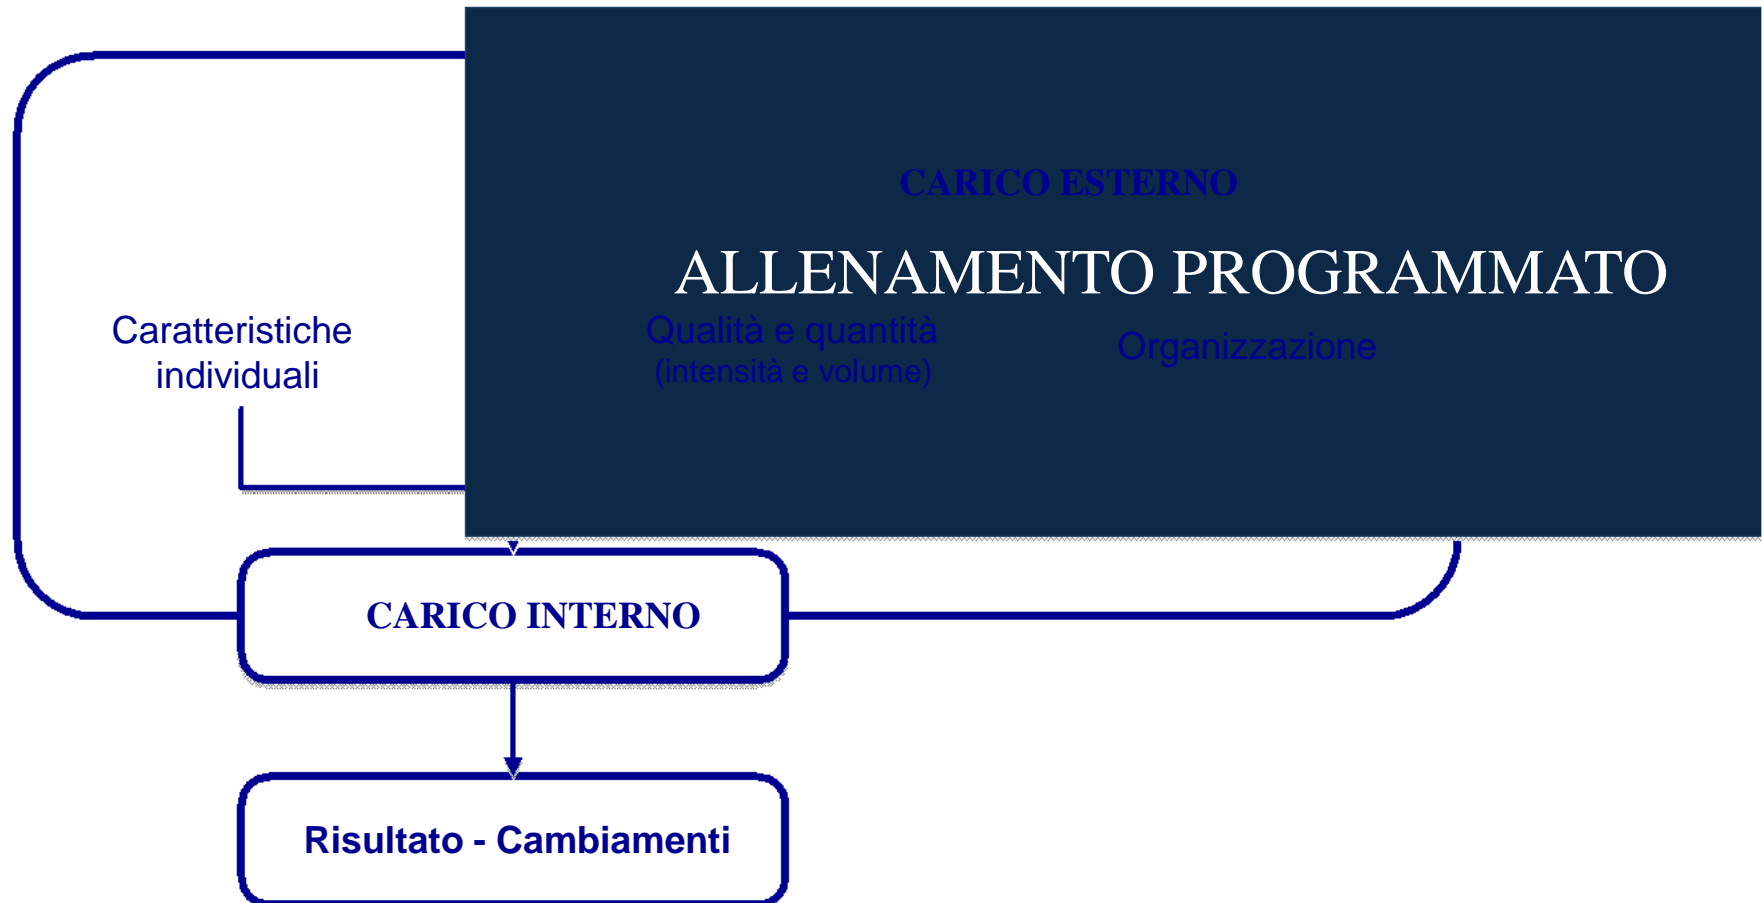 CARICO ESTERNO
ALLENAMENTO PROGRAMMATO
Caratteristiche
individuali
Qualità e quantità
(intensità e volume)
Organizzazione
CARICO INTERNO
Risultato - Cambiamenti